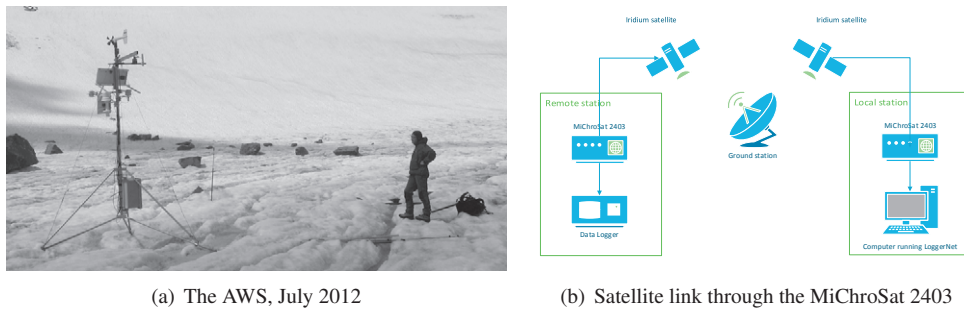 Iridium satellite
Iridium satellite
Remote station
MiChroSat 2403
Data Logger
Ground station
Local station
MiChroSat 2403
Computer running LoggerNet
(a) The AWS, July 2012
(b) Satellite link through the MiChroSat 2403